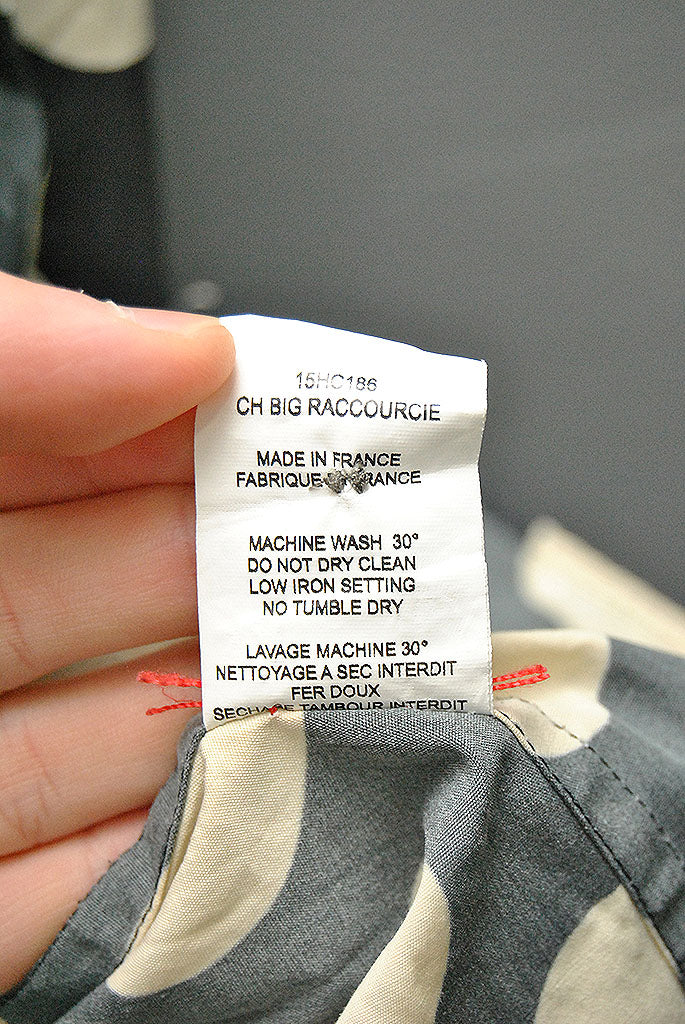 15HC186
CH BIG RACCOURCIE
MADE IN FRANCE
FABRIQUE RANCE
MACHINE WASH 30°
DO NOT DRY CLEAN
LOW IRON SETTING
NO TUMBLE DRY
LAVAGE MACHINE 30°
NETTOYAGE A SEC INTERDIT
FER DOUX
SECHAGE TAMBOUR INTERDIT